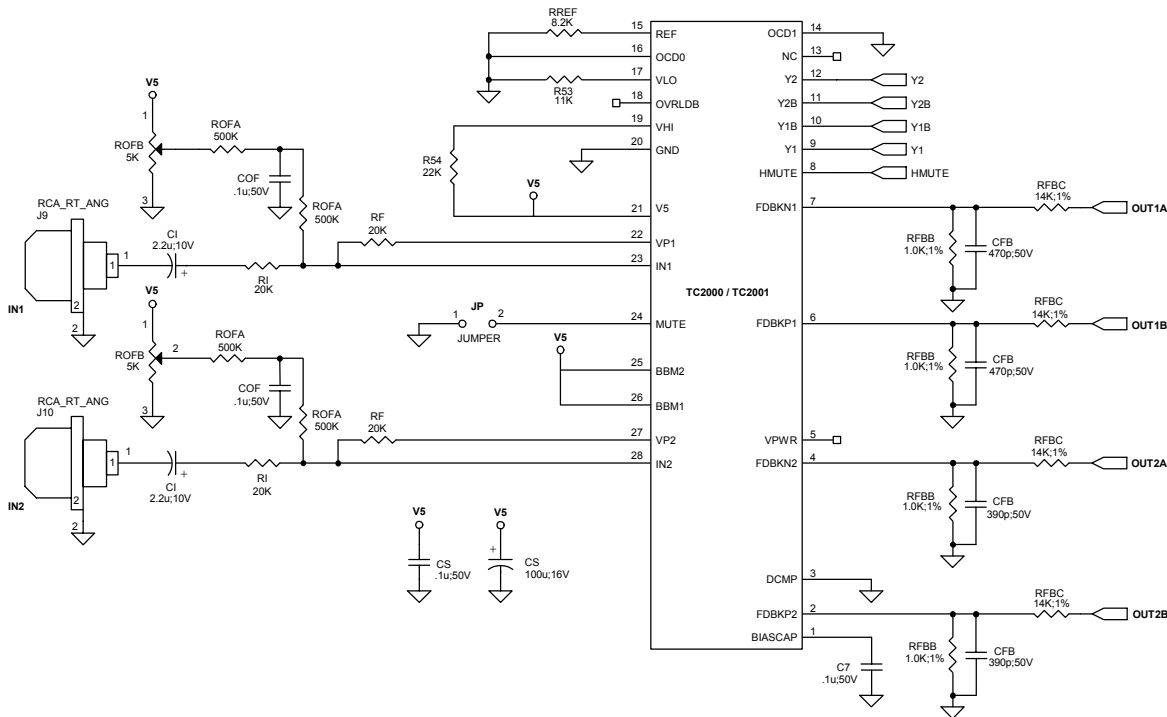 RREF
8.2K
15
REF
16
OCD0
17
VLO
R53
11K
18
OVRLDB
19
VHI
20
GND
R54
22K
V5
21
V5
22
VP1
23
IN1
TC2000 / TC2001
24
MUTE
25
BBM2
26
BBM1
27
VP2
28
IN2
OCD1
14
NC
13
Y2
12
Y2
Y2B
11
Y2B
Y1B
10
Y1B
Y1
9
Y1
HMUTE
8
HMUTE
FDBKN1
7
RFBC
14K;1%
OUT1A
RFBB
1.0K;1%
CFB
470p;50V
FDBKP1
6
RFBC
14K;1%
OUT1B
RFBB
1.0K;1%
CFB
470p;50V
VPWR
5
FDBKN2
4
RFBC
14K;1%
OUT2A
RFBB
1.0K;1%
CFB
390p;50V
DCMP
3
FDBKP2
2
RFBC
14K;1%
OUT2B
RFBB
1.0K;1%
CFB
390p;50V
BIASCAP
1
C7
.1u;50V
V5
1
ROFB
5K
3
ROFA
500K
COF
.1u;50V
ROFA
500K
RCA_RT_ANG
J9
1
1
2
2
IN1
CI
2.2u;10V
+
RI
20K
RF
20K
JP
1
2
JUMPER
V5
V5
1
ROFB
5K
2
3
ROFA
500K
COF
.1u;50V
ROFA
500K
RCA_RT_ANG
J10
1
1
2
2
IN2
CI
2.2u;10V
+
RI
20K
RF
20K
V5
CS
.1u;50V
V5
+
CS
100u;16V